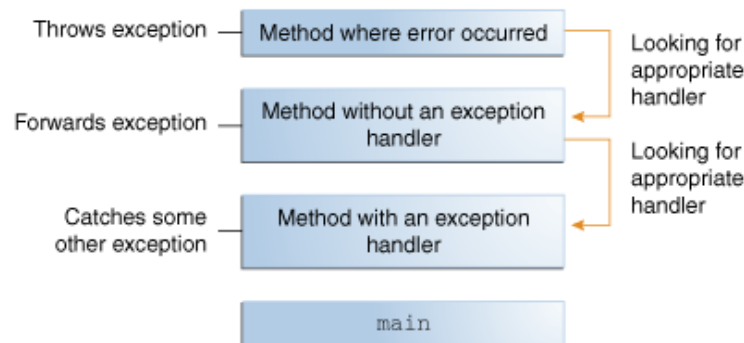 Throws exception
Method where error occurred
Looking for
appropriate
handler
Forwards exception
Method without an exception
handler
Looking for
appropriate
handler
Catches some
other exception
Method with an exception
handler
main